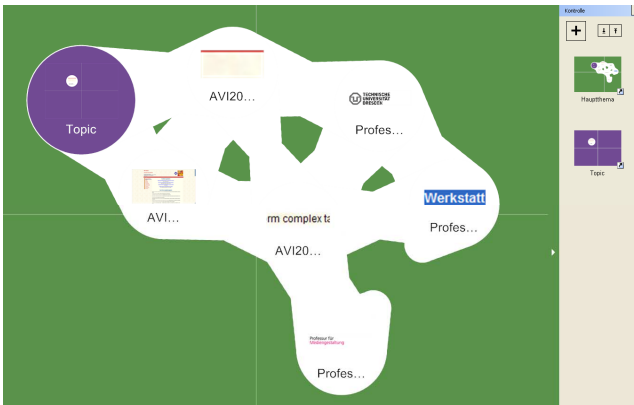 Kontrolle
Topic
AVI20...
TECHNISCHE
UNIVERSITÄT
DRESDEN
Profes...
Hauptthema
Topic
AVI...
rm complex ta
AVI20...
Werkstatt
Profes...
Professur für
Mediengestaltung
Profes...